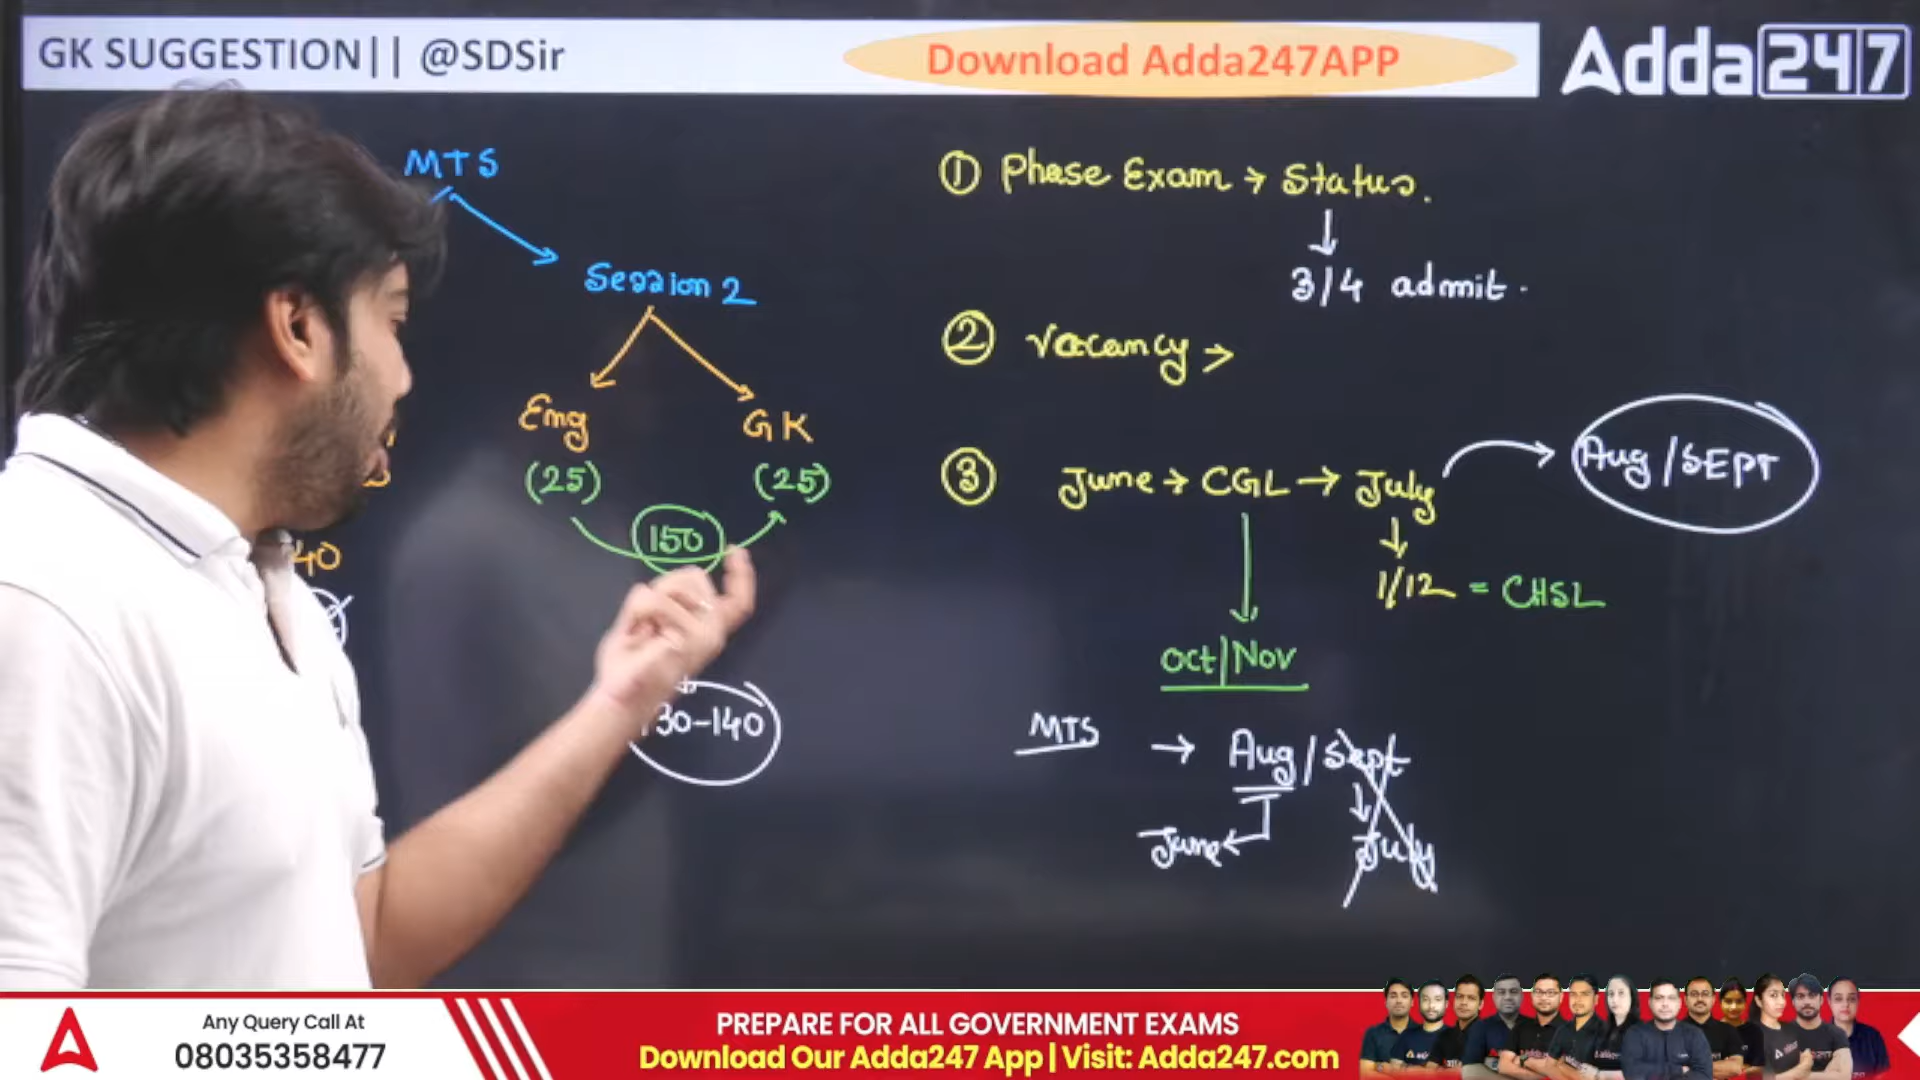 GK SUGGESTION|| @SDSir
Download Adda247APP
Adda247
MTS
Session 2
Eng
GK
(25)
(25)
150
40
30-140
① Phase Exam → Status.
3/4 admit.
② Vacancy →
③ June → CGL → July
Aug/SEPT
1/12 = CHSL
Oct|Nov
MTS → Aug/Sept
June
July
Any Query Call At
08035358477
PREPARE FOR ALL GOVERNMENT EXAMS
Download Our Adda247 App | Visit: Adda247.com